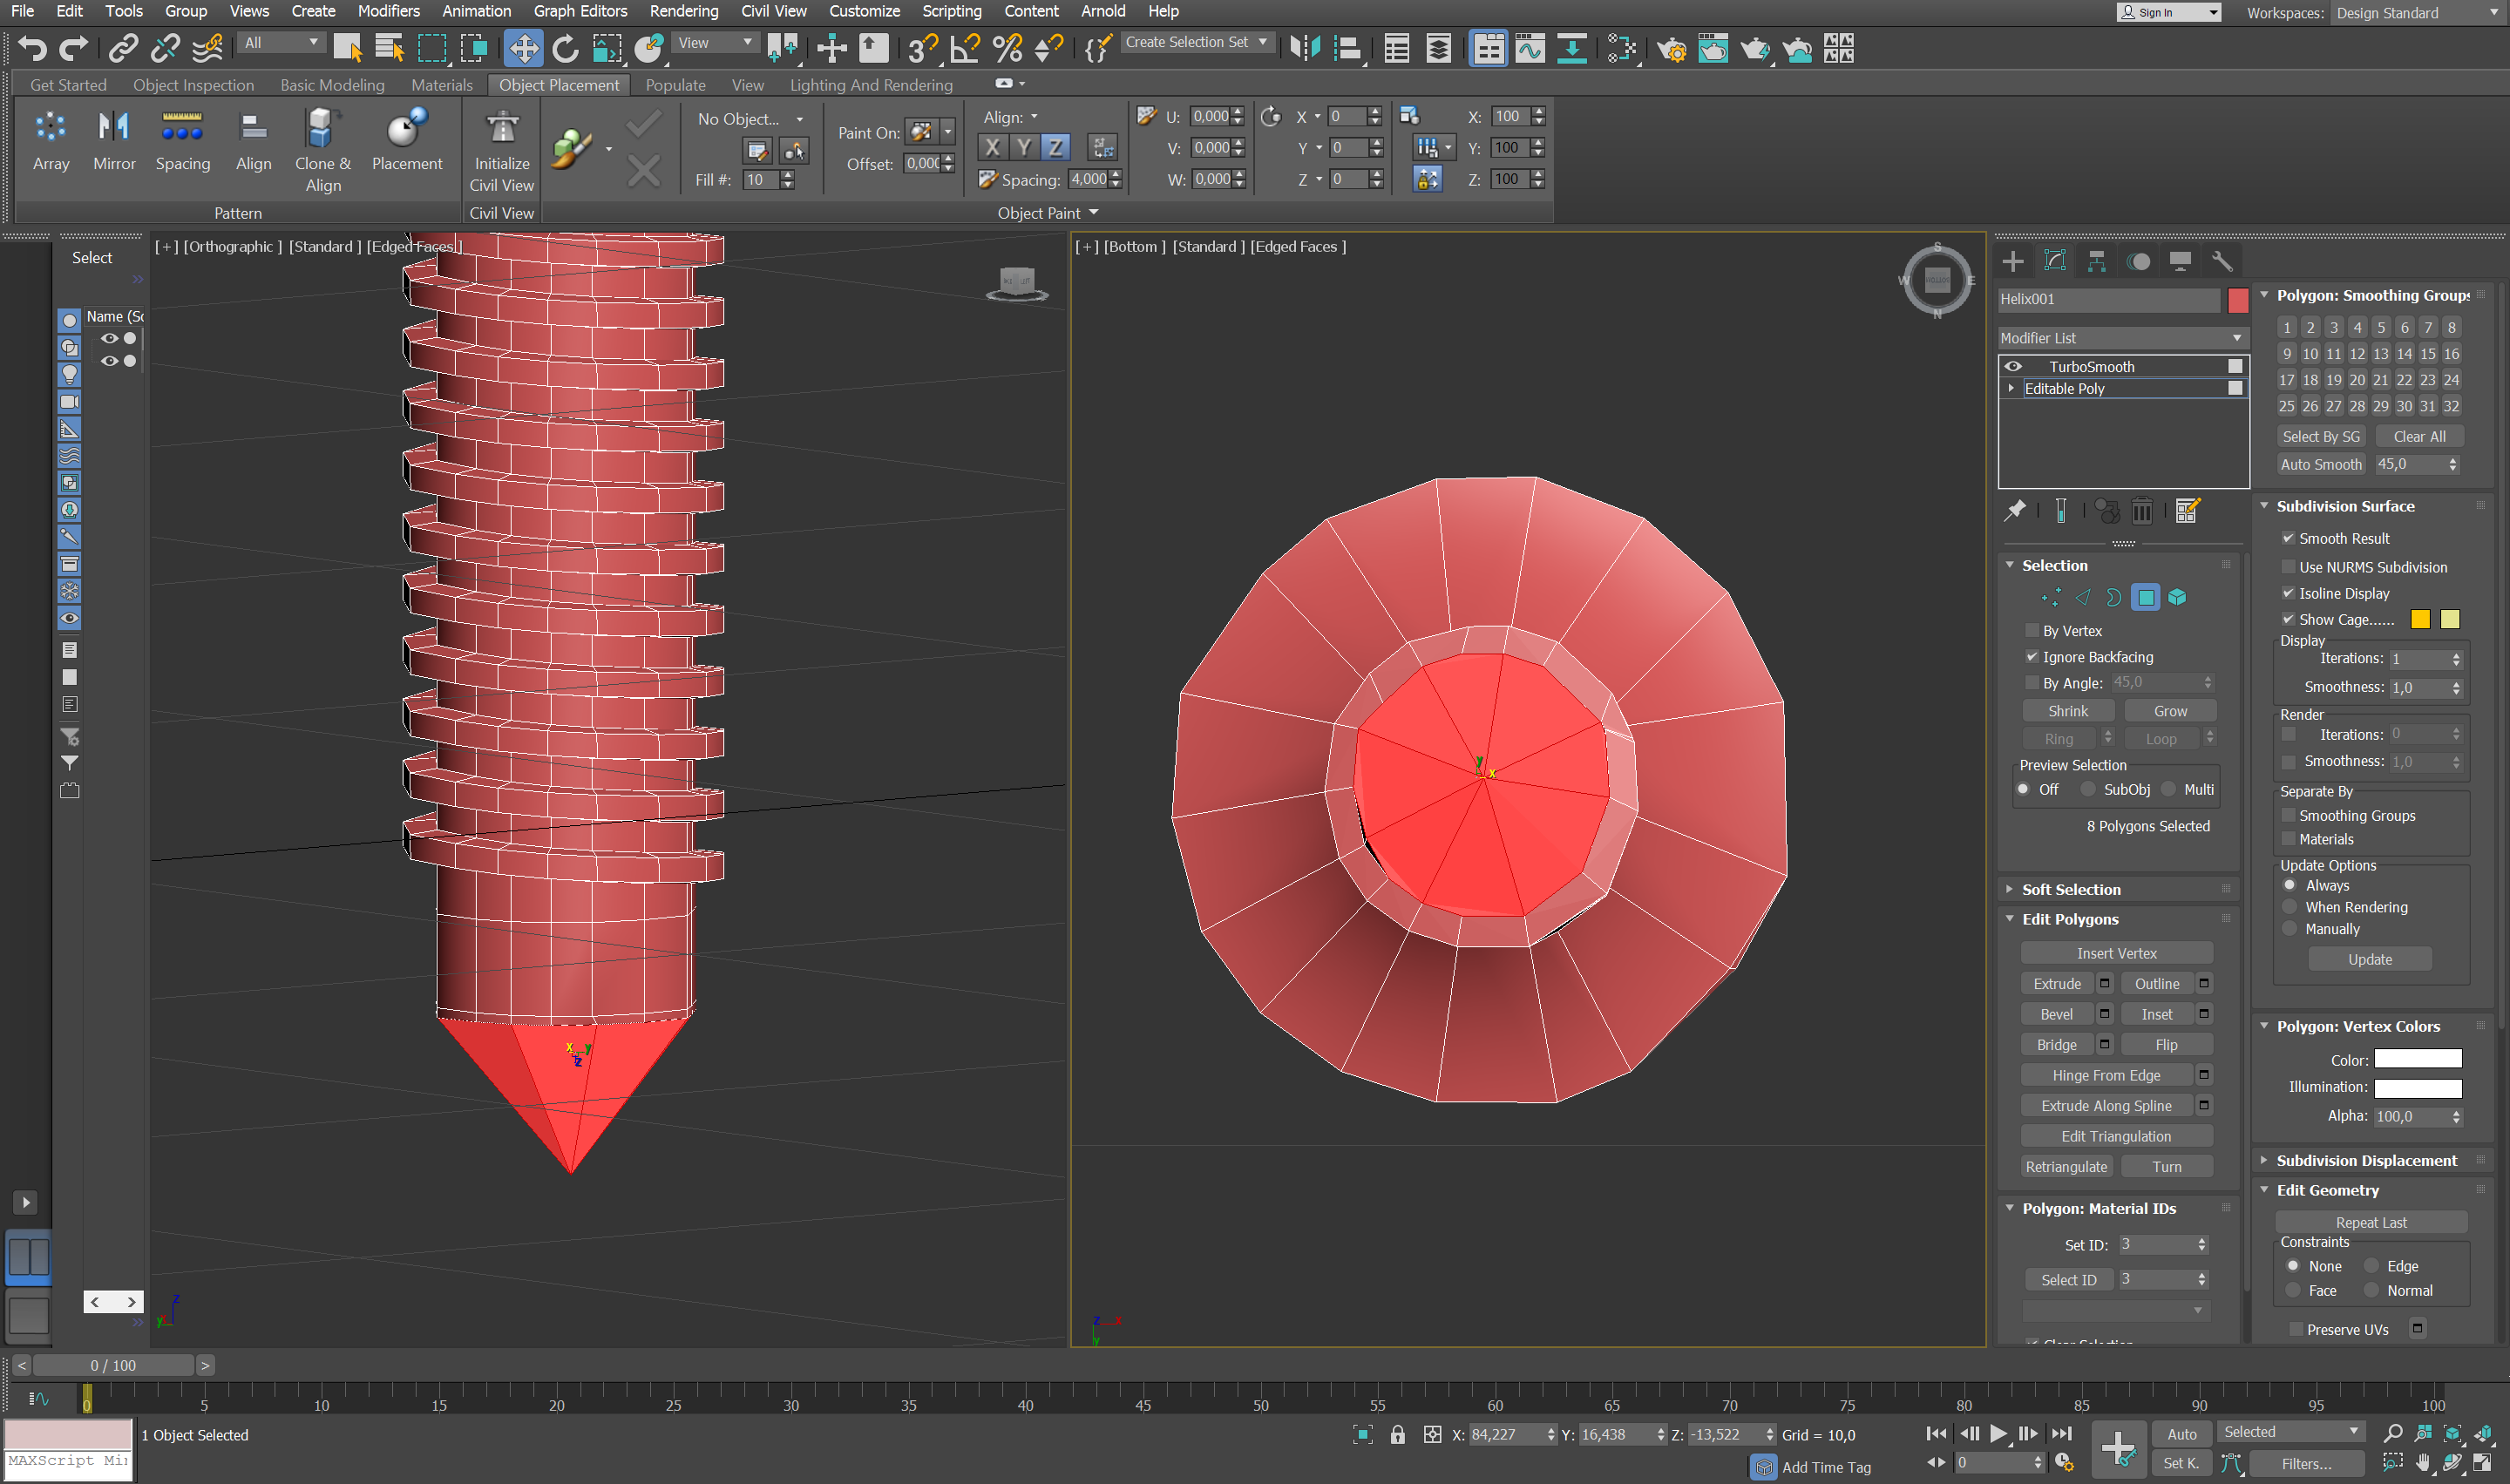 File Edit Tools Group Views Create Modifiers Animation Graph Editors Rendering Civil View Customize Scripting Content Arnold Help
Sign In Workspaces: Design Standard
All View Create Selection Set
Get Started Object Inspection Basic Modeling Materials Object Placement Populate View Lighting And Rendering
Array Mirror Spacing Align Clone & Align Placement
Pattern
Initialize Civil View
Civil View
No Object...
Fill #: 10
Paint On:
Offset: 0,000
Align:
X Y Z
Spacing: 4,000
U: 0,000
V: 0,000
W: 0,000
X 0
Y 0
Z 0
X: 100
Y: 100
Z: 100
Object Paint
Select
Name (Sc
[ + ] [Orthographic ] [Standard ] [Edged Faces ]
[ + ] [Bottom ] [Standard ] [Edged Faces ]
S
W E
N
y x
x y
z
z
y
z x
y
Helix001
Modifier List
TurboSmooth
Editable Poly
Selection
By Vertex
Ignore Backfacing
By Angle: 45,0
Shrink Grow
Ring Loop
Preview Selection
Off SubObj Multi
8 Polygons Selected
Soft Selection
Edit Polygons
Insert Vertex
Extrude Outline
Bevel Inset
Bridge Flip
Hinge From Edge
Extrude Along Spline
Edit Triangulation
Retriangulate Turn
Polygon: Material IDs
Set ID: 3
Select ID 3
Clear Selection
Polygon: Smoothing Groups
1 2 3 4 5 6 7 8
9 10 11 12 13 14 15 16
17 18 19 20 21 22 23 24
25 26 27 28 29 30 31 32
Select By SG Clear All
Auto Smooth 45,0
Subdivision Surface
Smooth Result
Use NURMS Subdivision
Isoline Display
Show Cage......
Display
Iterations: 1
Smoothness: 1,0
Render
Iterations: 0
Smoothness: 1,0
Separate By
Smoothing Groups
Materials
Update Options
Always
When Rendering
Manually
Update
Polygon: Vertex Colors
Color:
Illumination:
Alpha: 100,0
Subdivision Displacement
Edit Geometry
Repeat Last
Constraints
None Edge
Face Normal
Preserve UVs
< 0 / 100 >
0 5 10 15 20 25 30 35 40 45 50 55 60 65 70 75 80 85 90 95 100
1 Object Selected
MAXScript Mi
X: 84,227 Y: 16,438 Z: -13,522 Grid = 10,0
Add Time Tag
0
Auto Selected
Set K. Filters...